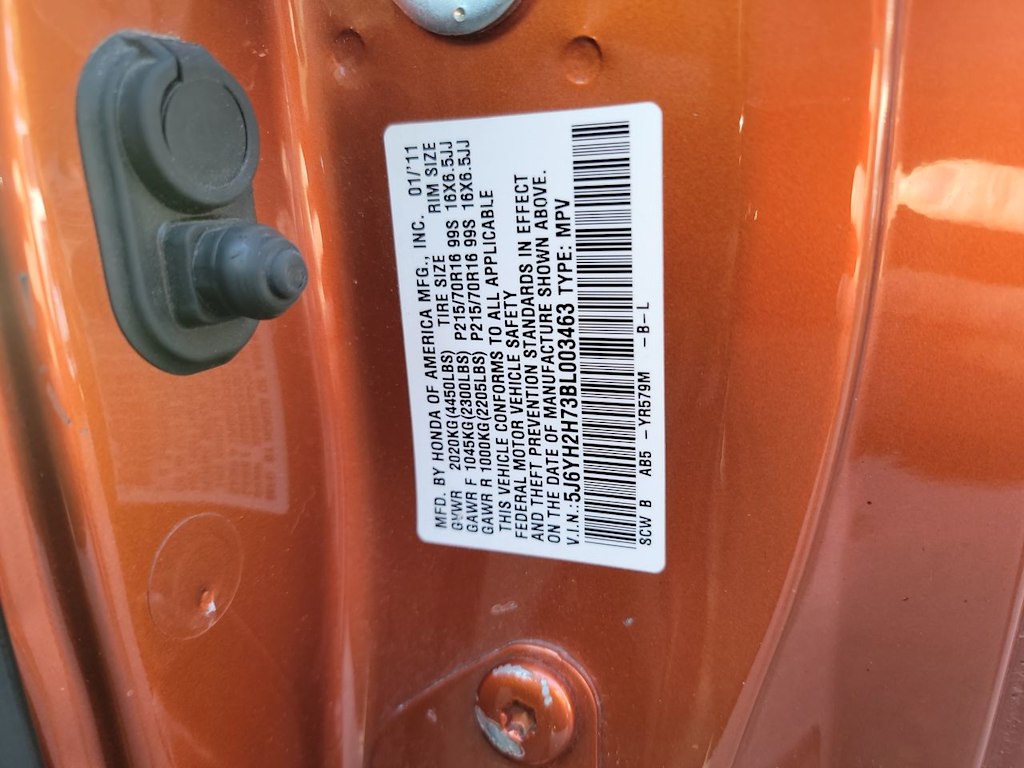 MFD. BY HONDA OF AMERICA MFG., INC. 01/'11
TIRE SIZE RIM SIZE
GVWR 2020KG(4450LBS)
GAWR F 1045KG(2300LBS) P215/70R16 99S 16X6.5JJ
GAWR R 1000KG(2205LBS) P215/70R16 99S 16X6.5JJ
THIS VEHICLE CONFORMS TO ALL APPLICABLE
FEDERAL MOTOR VEHICLE SAFETY
AND THEFT PREVENTION STANDARDS IN EFFECT
ON THE DATE OF MANUFACTURE SHOWN ABOVE.
V.I.N.:5J6YH2H73BL003463 TYPE: MPV
SCW B AB5 -YR579M -B-L